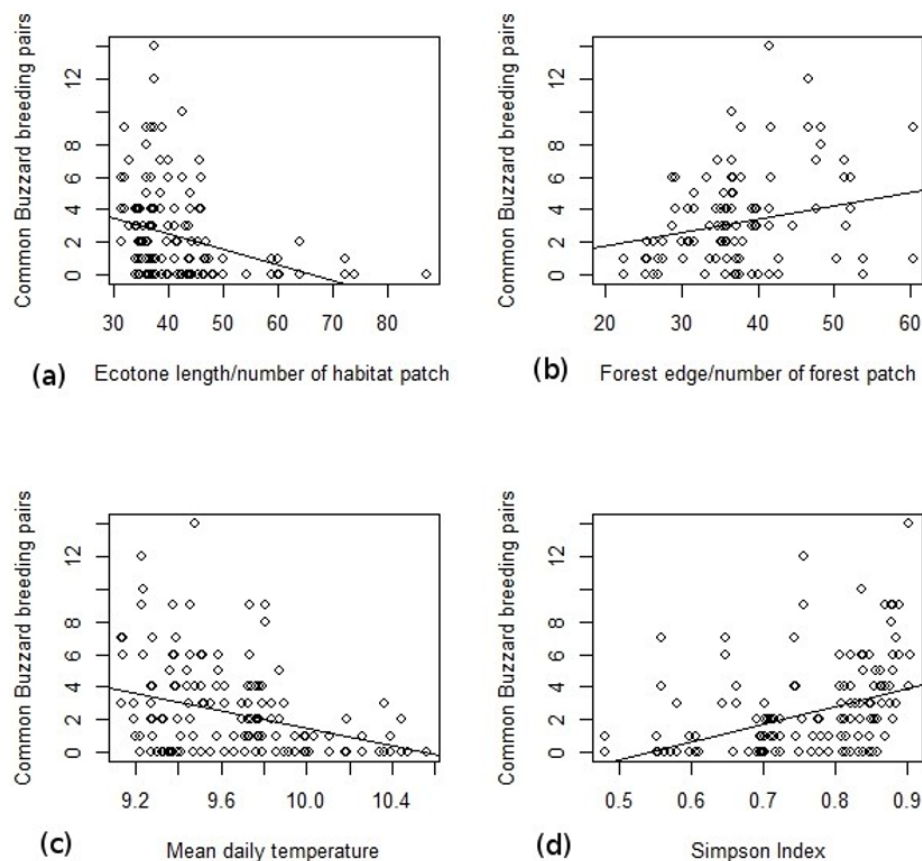 Common Buzzard breeding pairs
12
8
6
4
2
0
30 40 50 60 70 80
(a) Ecotone length/number of habitat patch
Common Buzzard breeding pairs
12
8
6
4
2
0
20 30 40 50 60
(b) Forest edge/number of forest patch
Common Buzzard breeding pairs
12
8
6
4
2
0
9.2 9.6 10.0 10.4
(c) Mean daily temperature
Common Buzzard breeding pairs
12
8
6
4
2
0
0.5 0.6 0.7 0.8 0.9
(d) Simpson Index